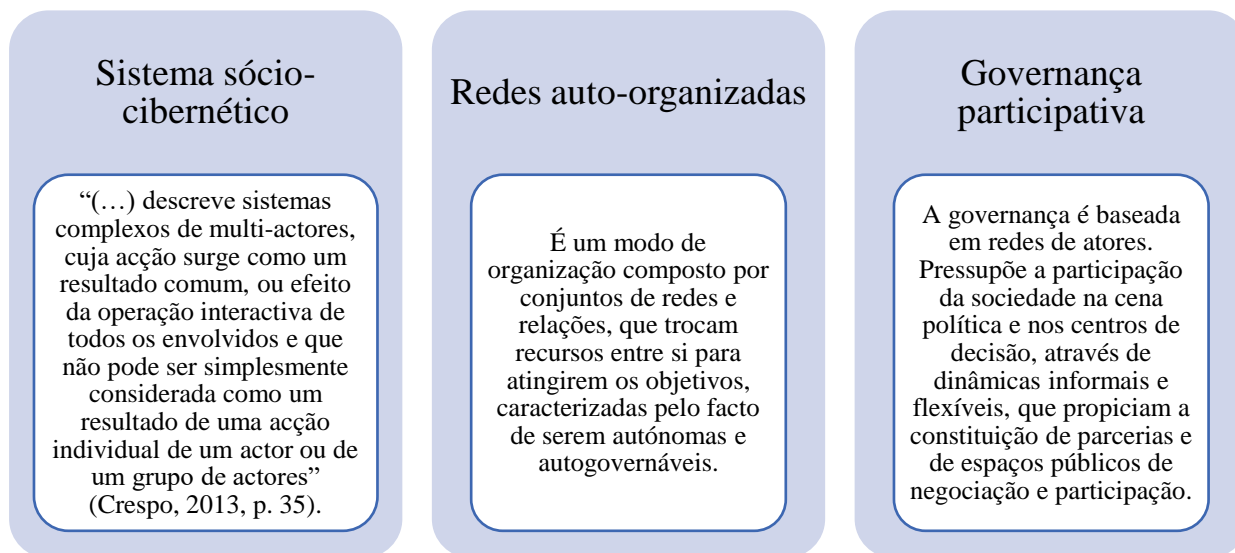 Sistema sócio-
cibernético
“(…) descreve sistemas
complexos de multi-actores,
cuja acção surge como um
resultado comum, ou efeito
da operação interactiva de
todos os envolvidos e que
não pode ser simplesmente
considerada como um
resultado de uma acção
individual de um actor ou de
um grupo de actores”
(Crespo, 2013, p. 35).
Redes auto-organizadas
É um modo de
organização composto por
conjuntos de redes e
relações, que trocam
recursos entre si para
atingirem os objetivos,
caracterizadas pelo facto
de serem autónomas e
autogovernáveis.
Governança
participativa
A governança é baseada
em redes de atores.
Pressupõe a participação
da sociedade na cena
política e nos centros de
decisão, através de
dinâmicas informais e
flexíveis, que propiciam a
constituição de parcerias e
de espaços públicos de
negociação e participação.